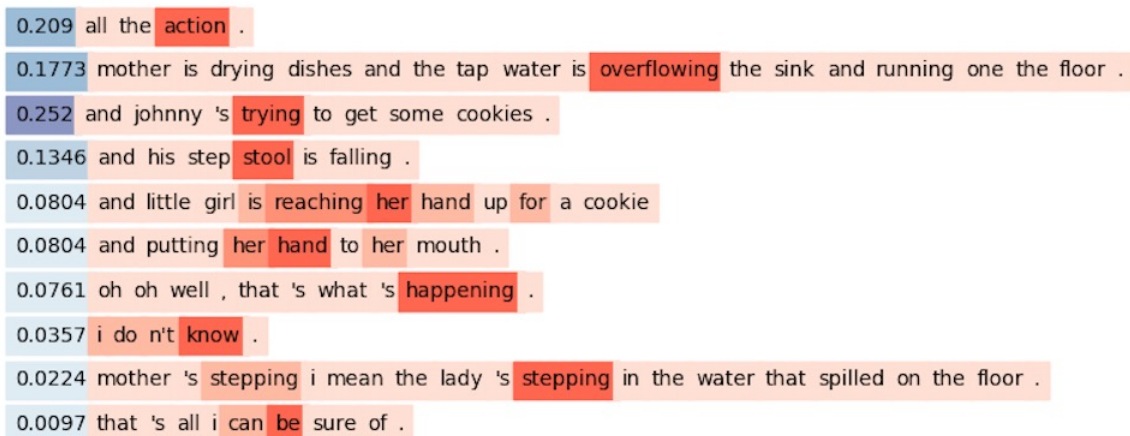 0.209 all the action .
0.1773 mother is drying dishes and the tap water is overflowing the sink and running one the floor .
0.252 and johnny 's trying to get some cookies .
0.1346 and his step stool is falling .
0.0804 and little girl is reaching her hand up for a cookie
0.0804 and putting her hand to her mouth .
0.0761 oh oh well , that 's what 's happening .
0.0357 i do n't know .
0.0224 mother 's stepping i mean the lady 's stepping in the water that spilled on the floor .
0.0097 that 's all i can be sure of .